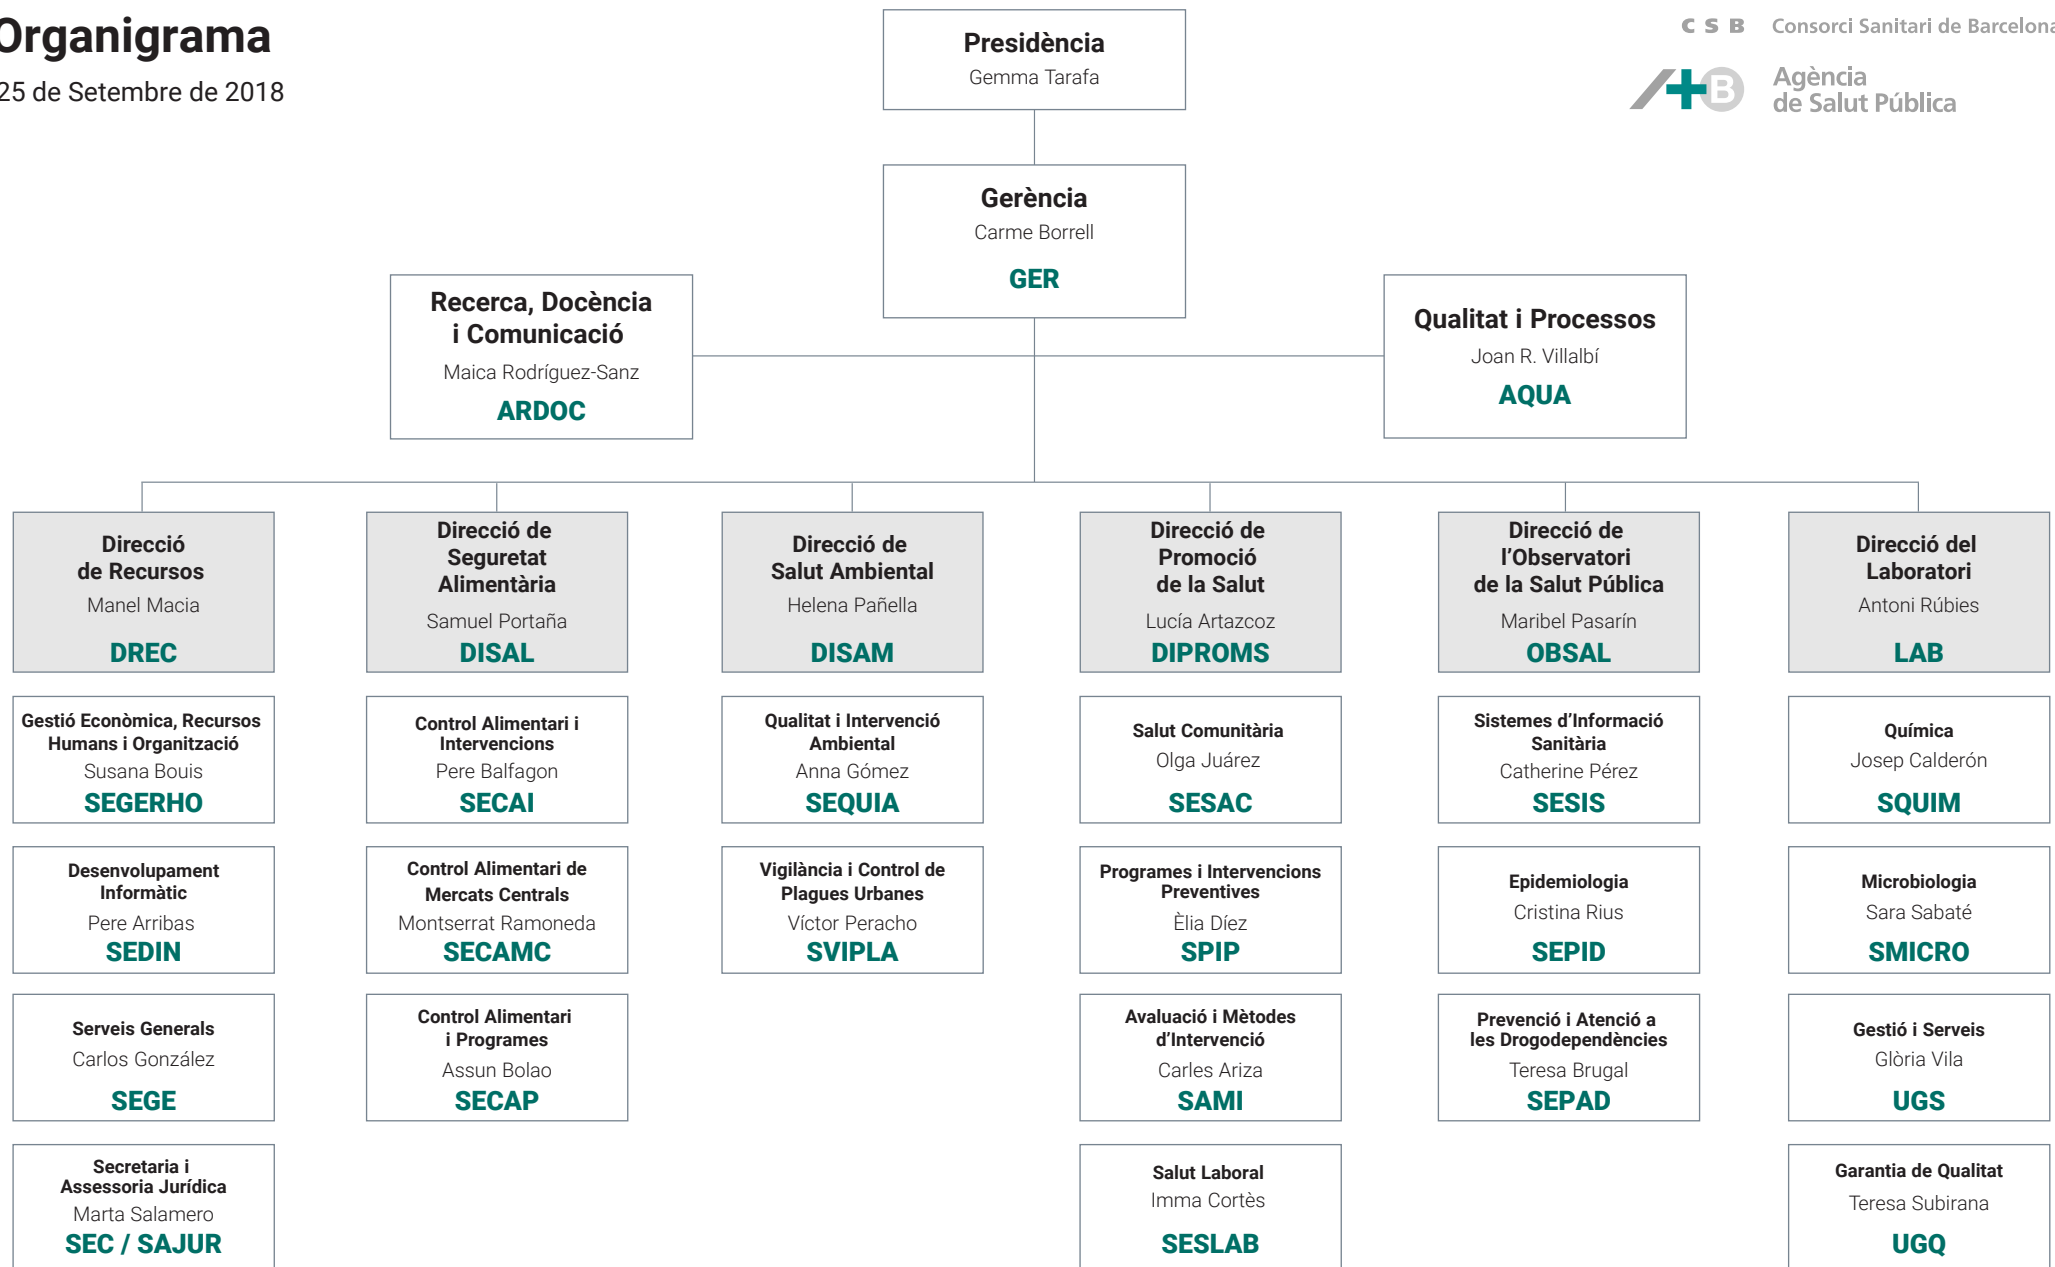 Organigrama
25 de Setembre de 2018
C S B Consorci Sanitari de Barcelona
B
Agència
de Salut Pública
Presidència
Gemma Tarafa
Gerència
Carme Borrell
GER
Recerca, Docència
i Comunicació
Maica Rodríguez-Sanz
ARDOC
Qualitat i Processos
Joan R. Villalbí
AQUA
Direcció
de Recursos
Manel Macia
DREC
Direcció de
Seguretat
Alimentària
Samuel Portaña
DISAL
Direcció de
Salut Ambiental
Helena Pañella
DISAM
Direcció de
Promoció
de la Salut
Lucía Artazcoz
DIPROMS
Direcció de
l’Observatori
de la Salut Pública
Maribel Pasarín
OBSAL
Direcció del
Laboratori
Antoni Rúbies
LAB
Gestió Econòmica, Recursos
Humans i Organització
Susana Bouis
SEGERHO
Control Alimentari i
Intervencions
Pere Balfagon
SECAI
Qualitat i Intervenció
Ambiental
Anna Gómez
SEQUIA
Salut Comunitària
Olga Juárez
SESAC
Sistemes d’Informació
Sanitària
Catherine Pérez
SESIS
Química
Josep Calderón
SQUIM
Desenvolupament
Informàtic
Pere Arribas
SEDIN
Control Alimentari de
Mercats Centrals
Montserrat Ramoneda
SECAMC
Vigilància i Control de
Plagues Urbanes
Víctor Peracho
SVIPLA
Programes i Intervencions
Preventives
Èlia Díez
SPIP
Epidemiologia
Cristina Rius
SEPID
Microbiologia
Sara Sabaté
SMICRO
Serveis Generals
Carlos González
SEGE
Control Alimentari
i Programes
Assun Bolao
SECAP
Avaluació i Mètodes
d’Intervenció
Carles Ariza
SAMI
Prevenció i Atenció a
les Drogodependències
Teresa Brugal
SEPAD
Gestió i Serveis
Glòria Vila
UGS
Secretaria i
Assessoria Jurídica
Marta Salamero
SEC / SAJUR
Salut Laboral
Imma Cortès
SESLAB
Garantia de Qualitat
Teresa Subirana
UGQ